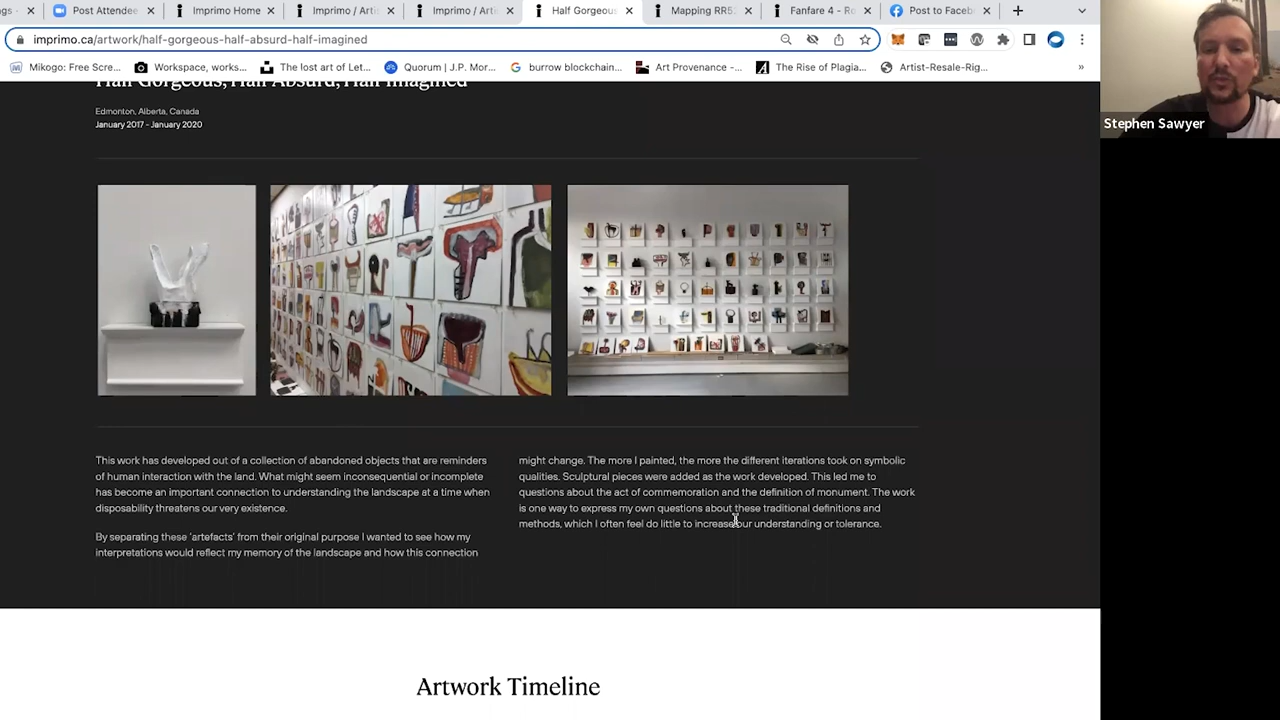 gs -
Post Attendee
Imprimo Home
Imprimo / Arti
Imprimo / Arte
Half Gorgeous
Mapping RR52
Fanfare 4 - Ro
Post to Faceb
imprimo.ca/artwork/half-gorgeous-half-absurd-half-imagined
Mikogo: Free Scre...
Workspace, works...
The lost art of Let...
Quorum | J.P. Mor...
burrow blockchain...
Art Provenance -...
The Rise of Plagia...
Artist-Resale-Rig...
»
Stephen Sawyer
Half Gorgeous, Half Absurd, Half Imagined
Edmonton, Alberta, Canada
January 2017 - January 2020
This work has developed out of a collection of abandoned objects that are reminders
of human interaction with the land. What might seem inconsequential or incomplete
has become an important connection to understanding the landscape at a time when
disposability threatens our very existence.
By separating these 'artefacts' from their original purpose I wanted to see how my
interpretations would reflect my memory of the landscape and how this connection
might change. The more I painted, the more the different iterations took on symbolic
qualities. Sculptural pieces were added as the work developed. This led me to
questions about the act of commemoration and the definition of monument. The work
is one way to express my own questions about these traditional definitions and
methods, which I often feel do little to increase our understanding or tolerance.
Artwork Timeline